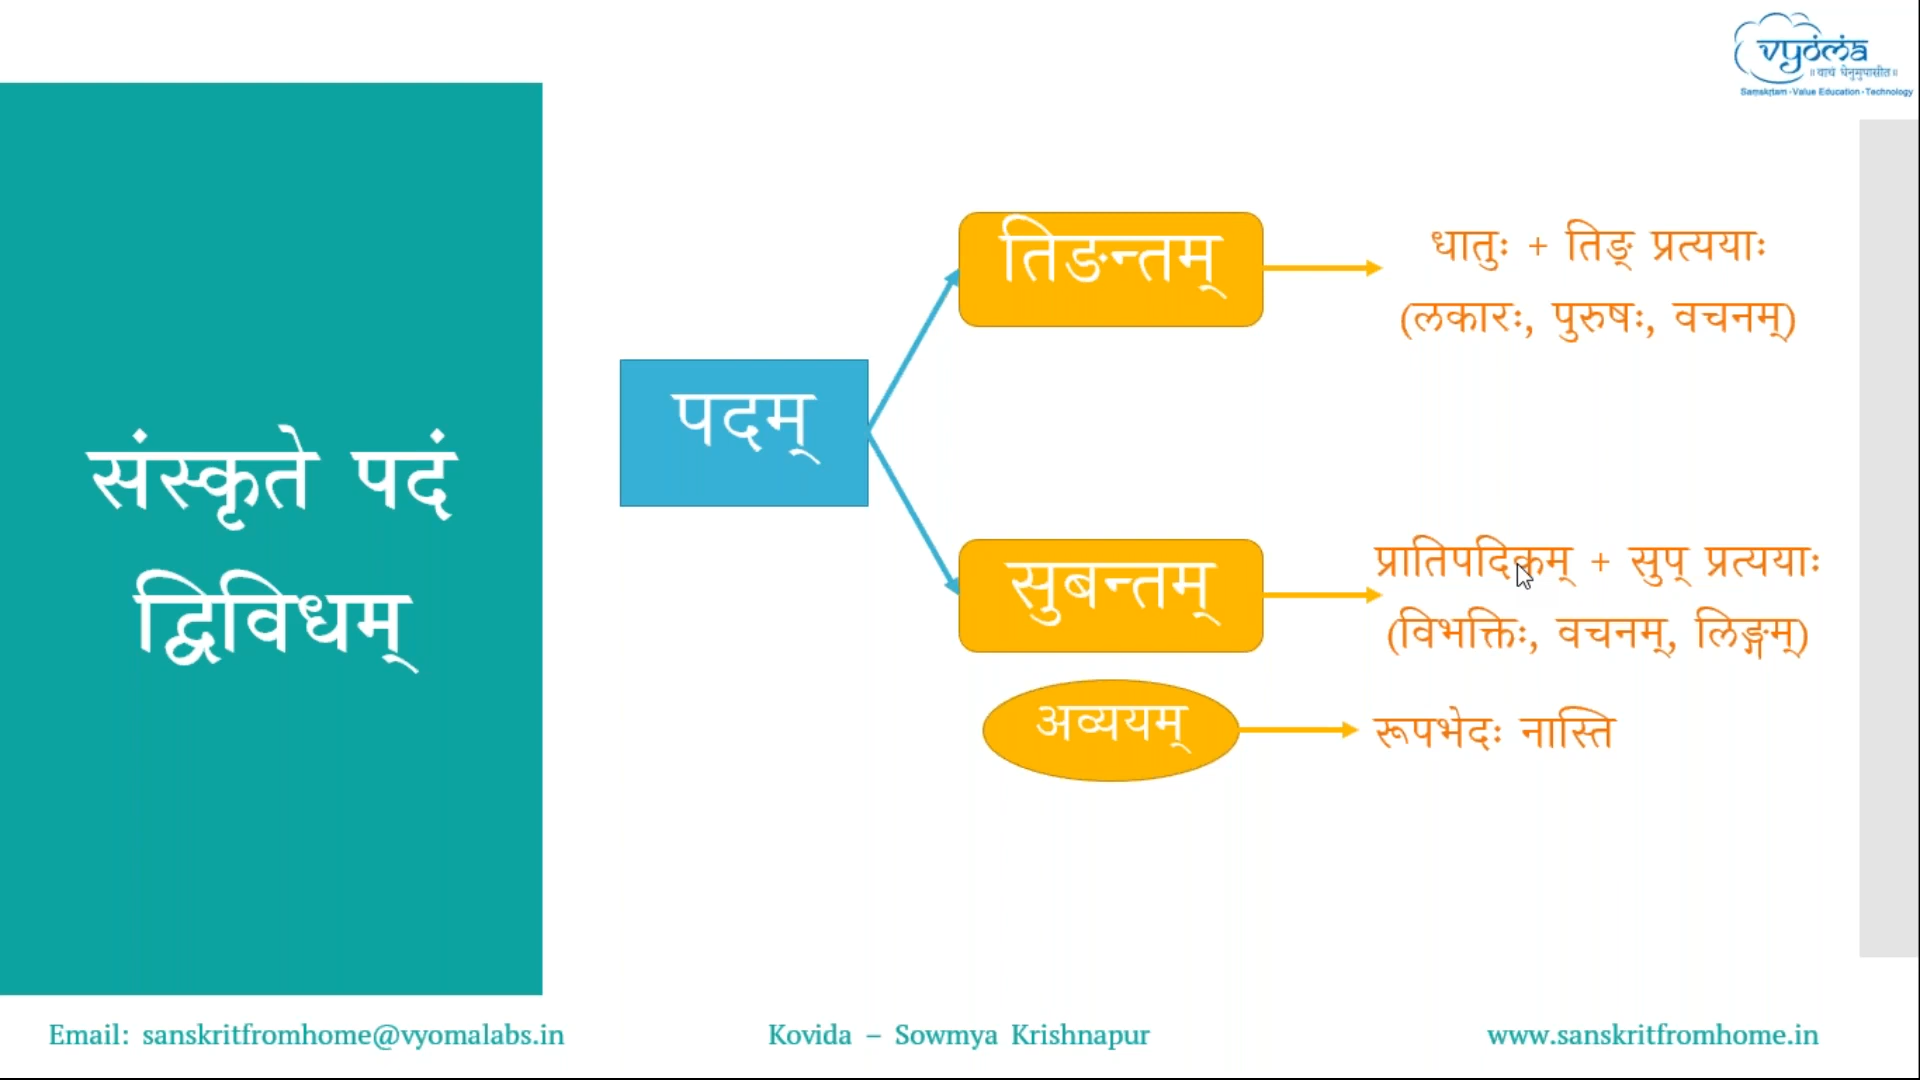 vyoma
॥ वाचं धेनुमुपासीत॥
Samskrtam - Value Education - Technology
संस्कृते पदं
द्विविधम्
पदम्
तिङन्तम्
धातुः + तिङ् प्रत्ययाः
(लकारः, पुरुषः, वचनम्)
सुबन्तम्
प्रातिपदिकम् + सुप् प्रत्ययाः
(विभक्तिः, वचनम्, लिङ्गम्)
अव्ययम्
रूपभेदः नास्ति
Email: sanskritfromhome@vyomalabs.in
Kovida – Sowmya Krishnapur
www.sanskritfromhome.in